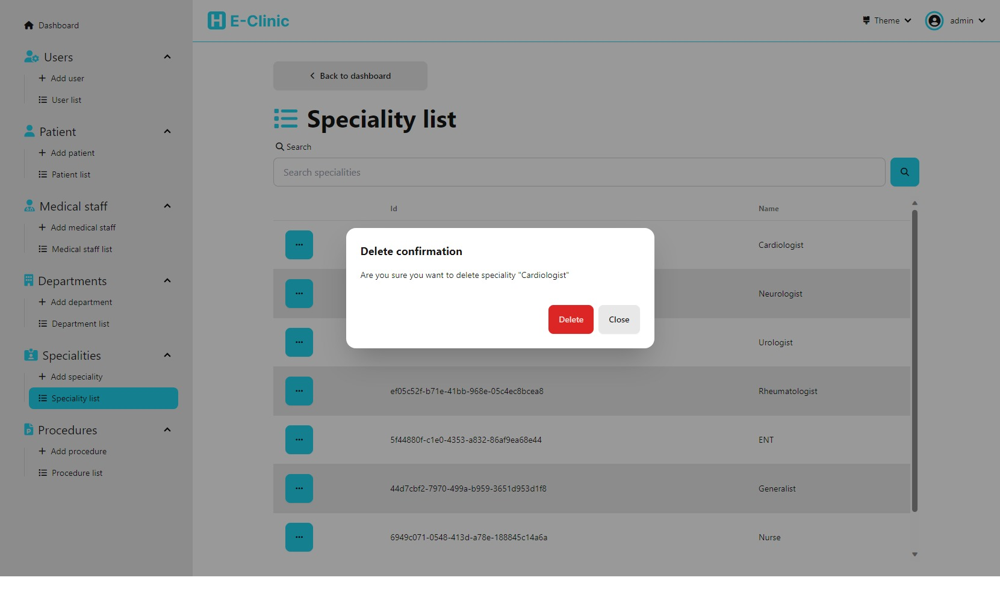 Dashboard
Users
Add user
User list
Patient
Add patient
Patient list
Medical staff
Add medical staff
Medical staff list
Departments
Add department
Department list
Specialities
Add speciality
Speciality list
Procedures
Add procedure
Procedure list
H E-Clinic
Theme
admin
Back to dashboard
Speciality list
Search
Search specialities
Id Name
Cardiologist
Neurologist
Urologist
ef05c52f-b71e-41bb-968e-05c4ec8bcea8 Rheumatologist
5f44880f-c1e0-4353-a832-86af9ea68e44 ENT
44d7cbf2-7970-499a-b959-3651d953d1f8 Generalist
6949c071-0548-413d-a78e-188845c14a6a Nurse
Delete confirmation
Are you sure you want to delete speciality "Cardiologist"
Delete Close